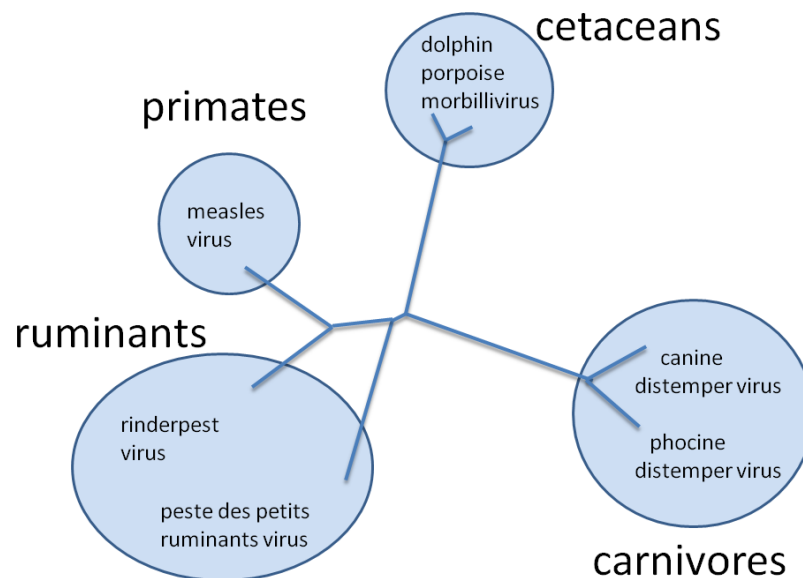 cetaceans
dolphin
porpoise
morbillivirus
primates
measles
virus
ruminants
rinderpest
virus
peste des petits
ruminants virus
canine
distemper virus
phocine
distemper virus
carnivores